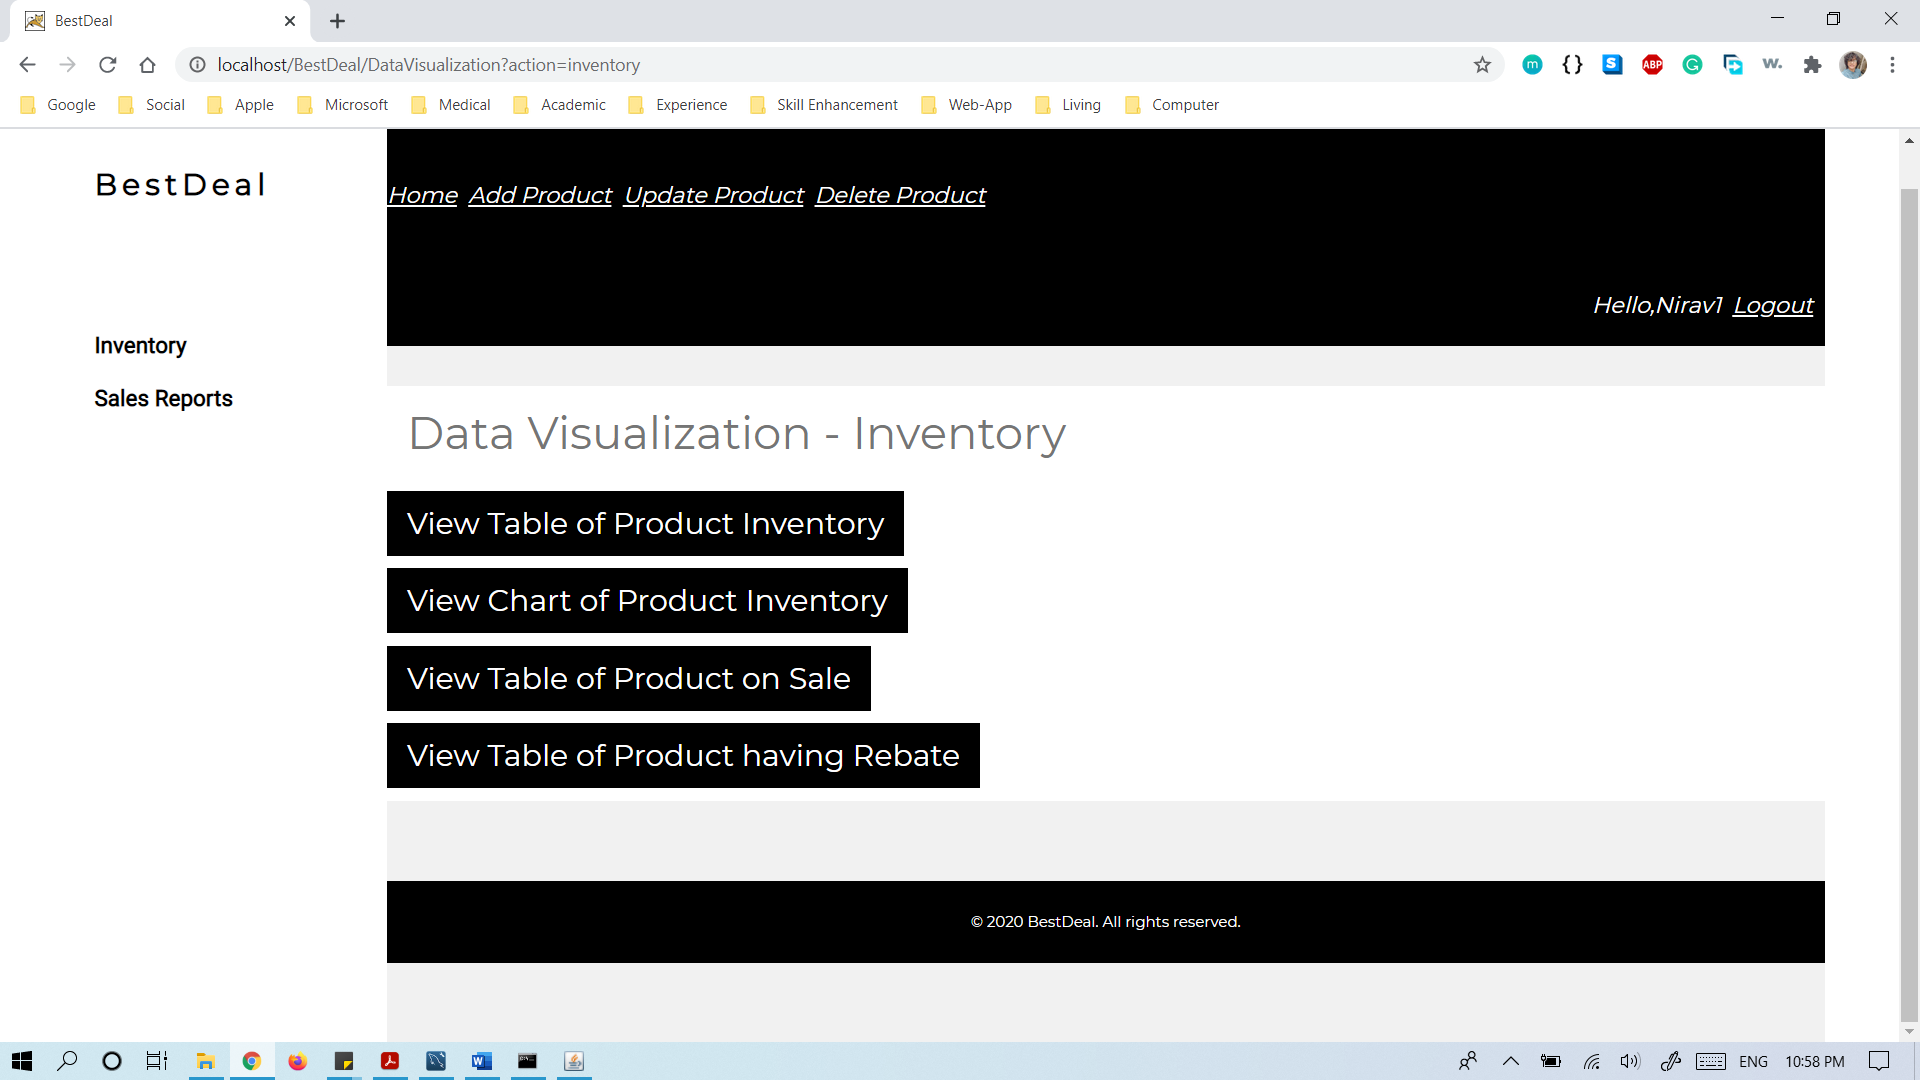 BestDeal
localhost/BestDeal/DataVisualization?action=inventory
m {} S ABP G w.
Google Social Apple Microsoft Medical Academic Experience Skill Enhancement Web-App Living Computer
BestDeal
Home Add Product Update Product Delete Product
Hello,Nirav1 Logout
Inventory
Sales Reports
Data Visualization - Inventory
View Table of Product Inventory
View Chart of Product Inventory
View Table of Product on Sale
View Table of Product having Rebate
© 2020 BestDeal. All rights reserved.
ENG 10:58 PM